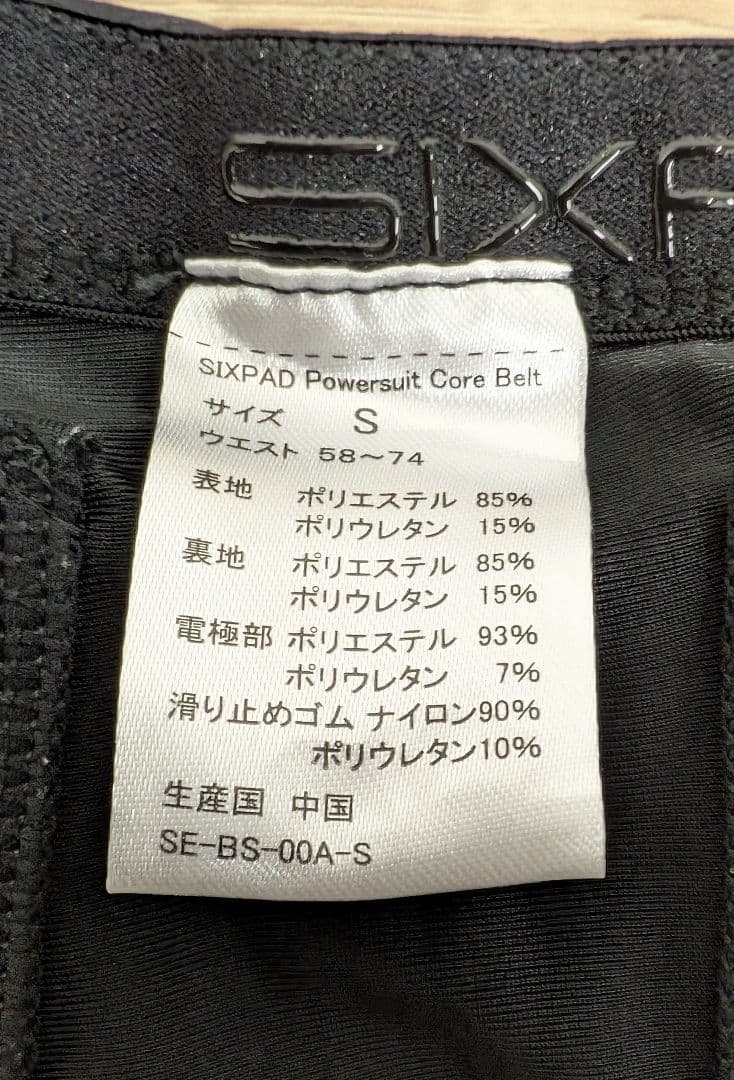 SIXPA
SIXPAD Powersuit Core Belt
サイズ S
ウエスト 58～74
表地 ポリエステル 85%
ポリウレタン 15%
裏地 ポリエステル 85%
ポリウレタン 15%
電極部 ポリエステル 93%
ポリウレタン 7%
滑り止めゴム ナイロン90%
ポリウレタン10%
生産国 中国
SE-BS-00A-S